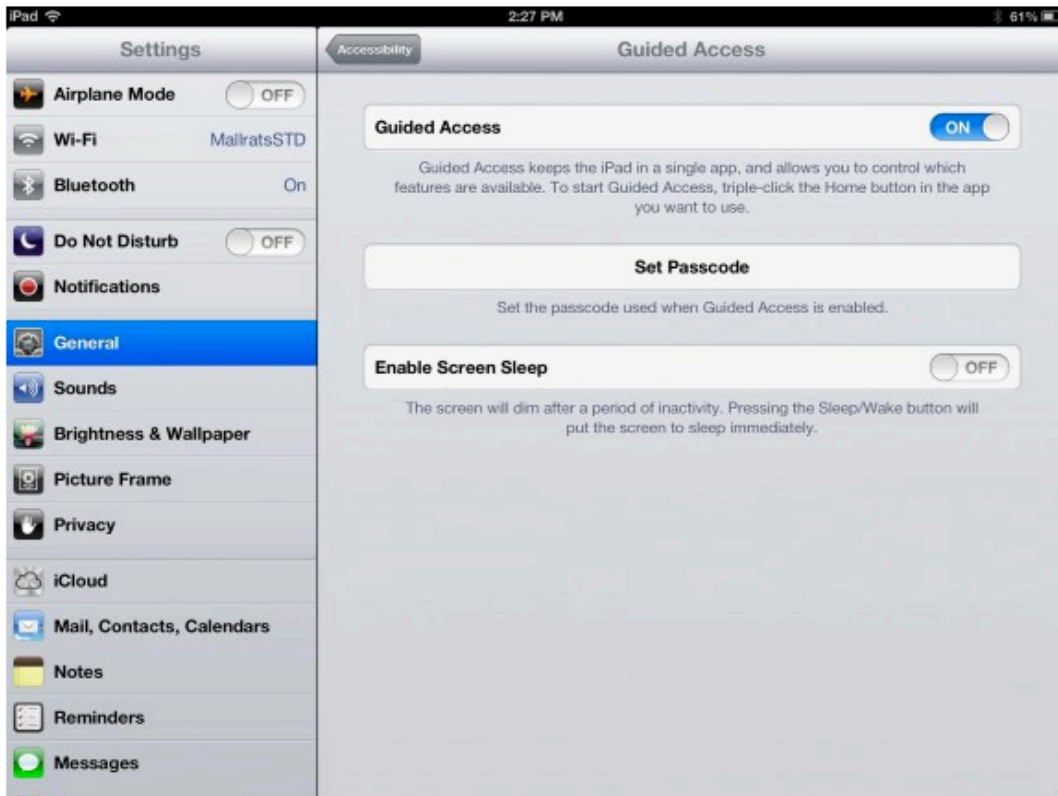 iPad 2:27 PM 61%
Settings
Accessibility
Guided Access
Airplane Mode OFF
Wi-Fi MallratsSTD
Bluetooth On
Do Not Disturb OFF
Notifications
General
Sounds
Brightness & Wallpaper
Picture Frame
Privacy
iCloud
Mail, Contacts, Calendars
Notes
Reminders
Messages
Guided Access ON
Guided Access keeps the iPad in a single app, and allows you to control which
features are available. To start Guided Access, triple-click the Home button in the app
you want to use.
Set Passcode
Set the passcode used when Guided Access is enabled.
Enable Screen Sleep OFF
The screen will dim after a period of inactivity. Pressing the Sleep/Wake button will
put the screen to sleep immediately.